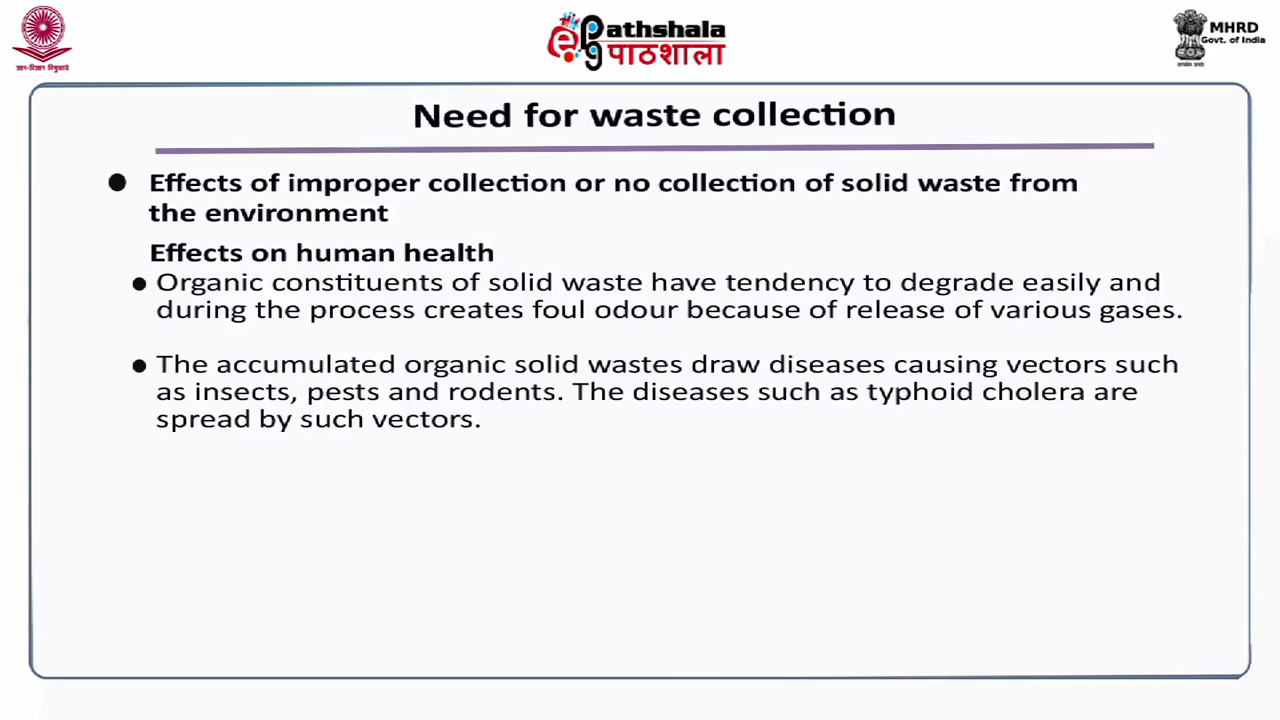 ePGpathshala
पाठशाला
MHRD
Govt. of India
ज्ञान-विज्ञान विमुक्तये
Need for waste collection
Effects of improper collection or no collection of solid waste from
the environment
Effects on human health
Organic constituents of solid waste have tendency to degrade easily and
during the process creates foul odour because of release of various gases.
The accumulated organic solid wastes draw diseases causing vectors such
as insects, pests and rodents. The diseases such as typhoid cholera are
spread by such vectors.